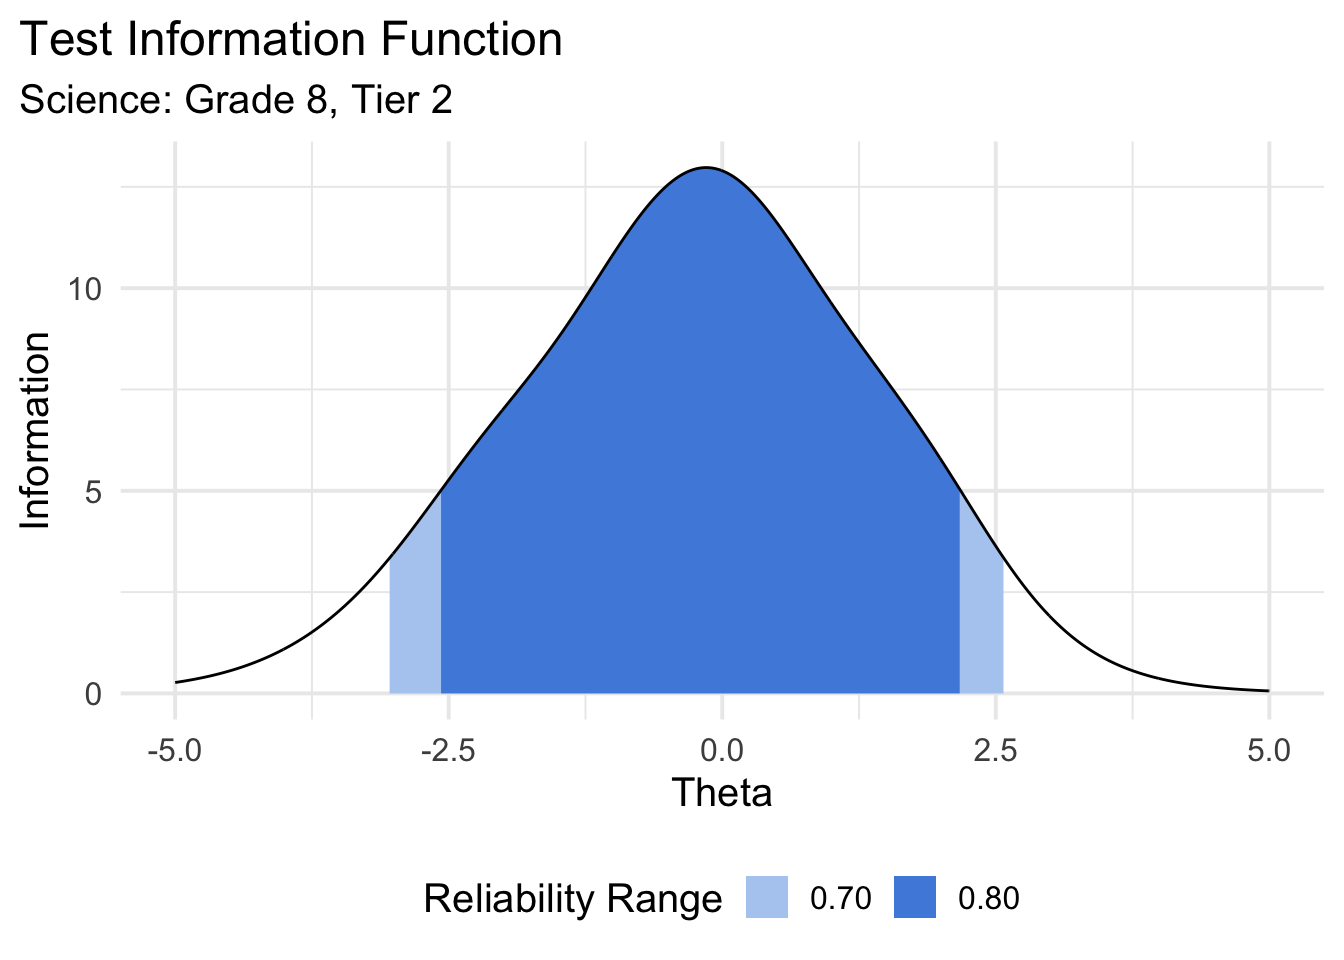 Test Information Function
Science: Grade 8, Tier 2
Information
10
5
0
-5.0 -2.5 0.0 2.5 5.0
Theta
Reliability Range 0.70 0.80